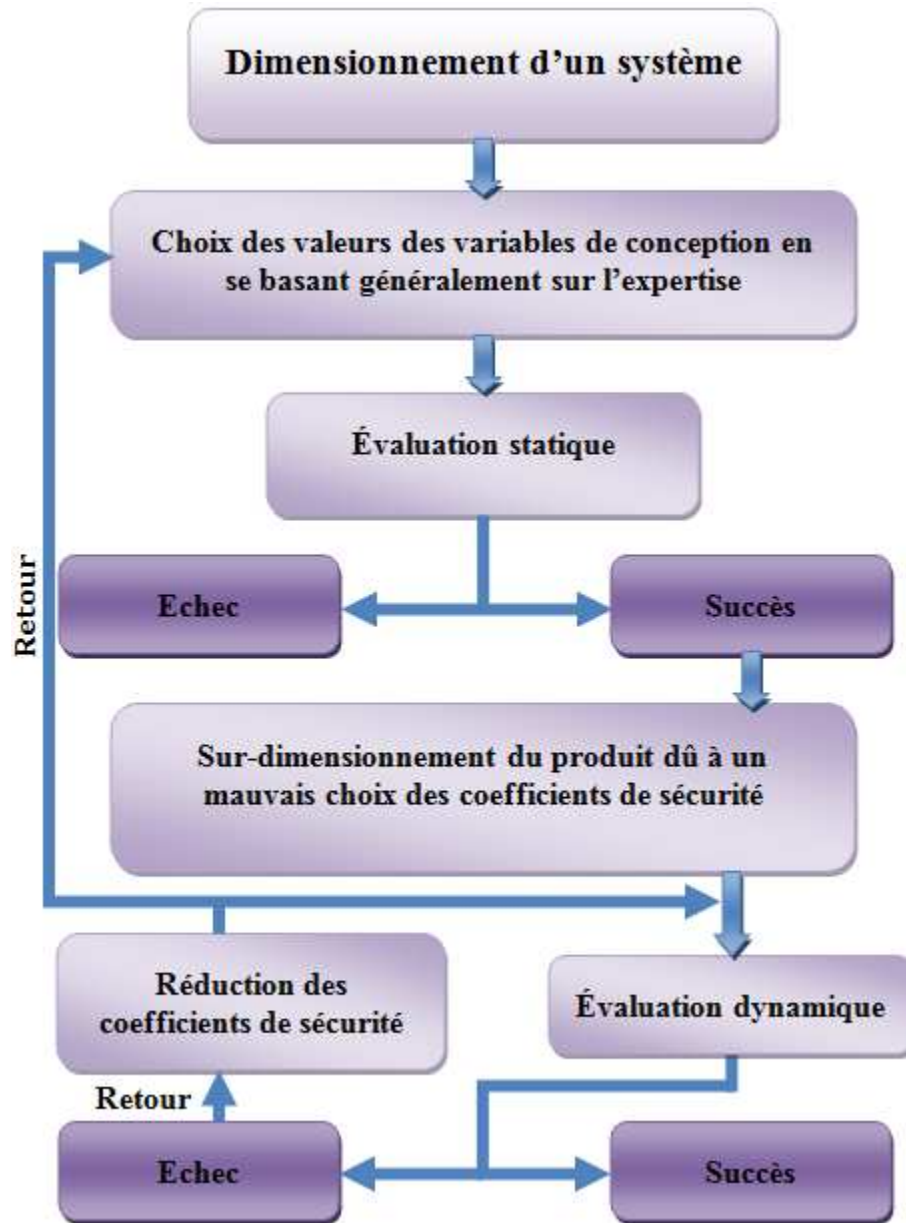 Dimensionnement d’un système
Choix des valeurs des variables de conception en
se basant généralement sur l’expertise
Évaluation statique
Retour
Echec
Succès
Sur-dimensionnement du produit dû à un
mauvais choix des coefficients de sécurité
Réduction des
coefficients de sécurité
Évaluation dynamique
Retour
Echec
Succès